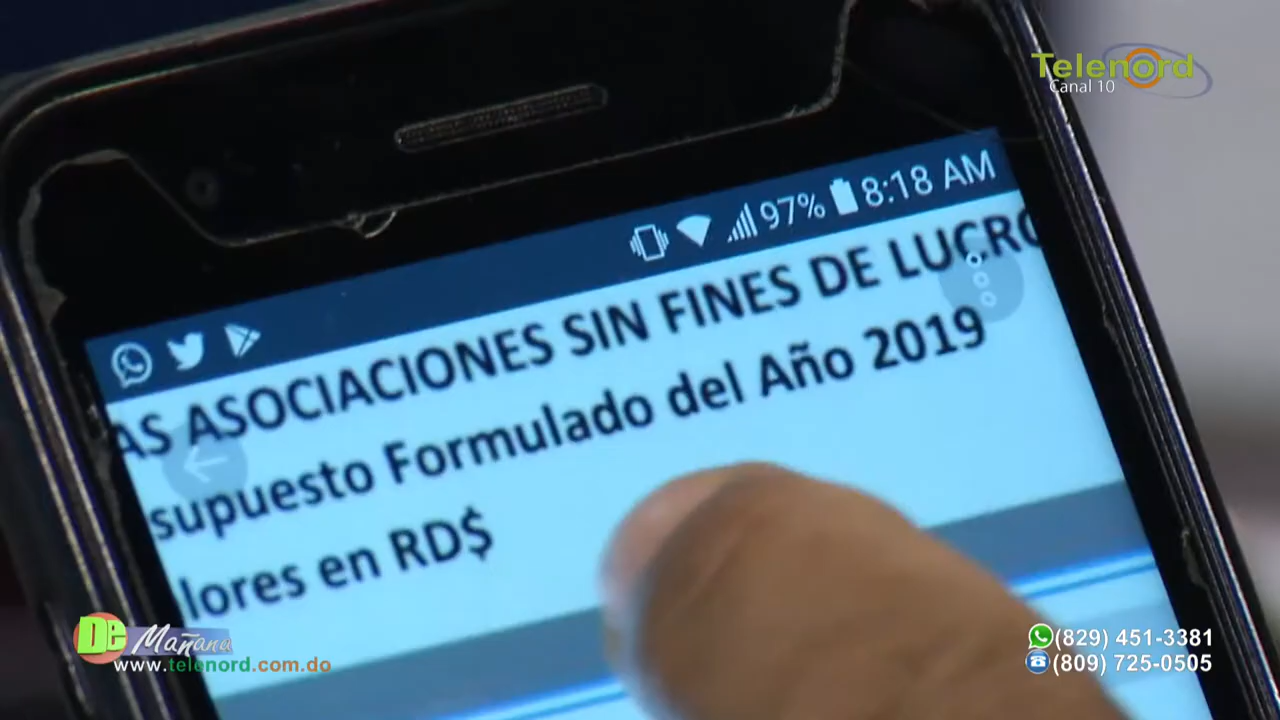 Telenord
Canal 10
97% 8:18 AM
AS ASOCIACIONES SIN FINES DE LUCRO
supuesto Formulado del Año 2019
lores en RD$
De Mañana
www.telenord.com.do
(829) 451-3381
(809) 725-0505